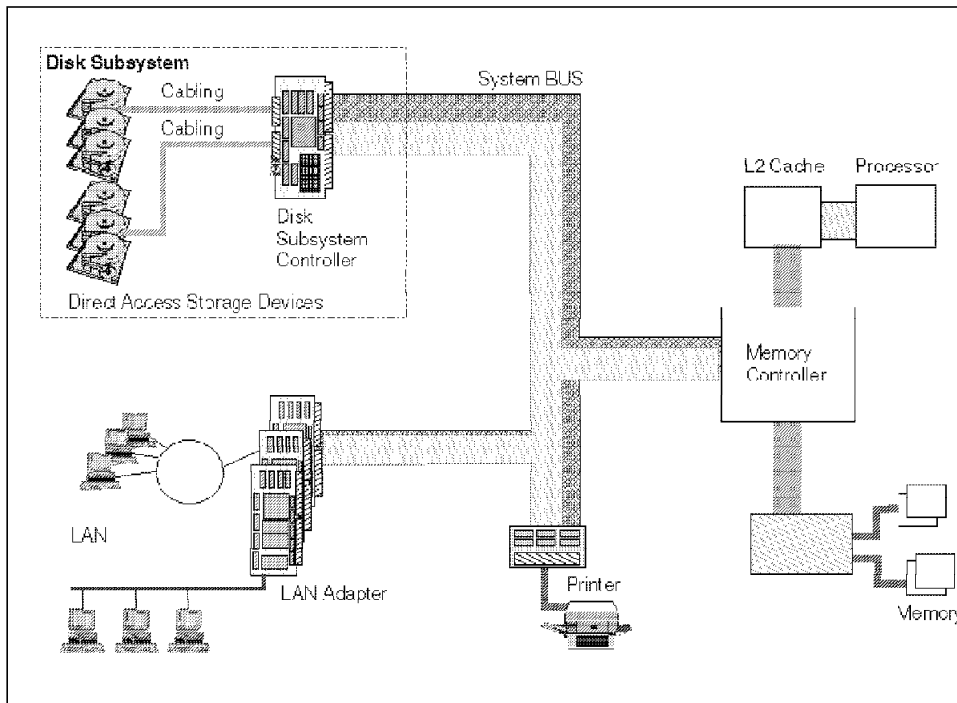 Disk Subsystem
Cabling
Cabling
System BUS
Disk
Subsystem
Controller
Direct Access Storage Devices
L2 Cache
Processor
Memory
Controller
LAN
LAN Adapter
Printer
Memory